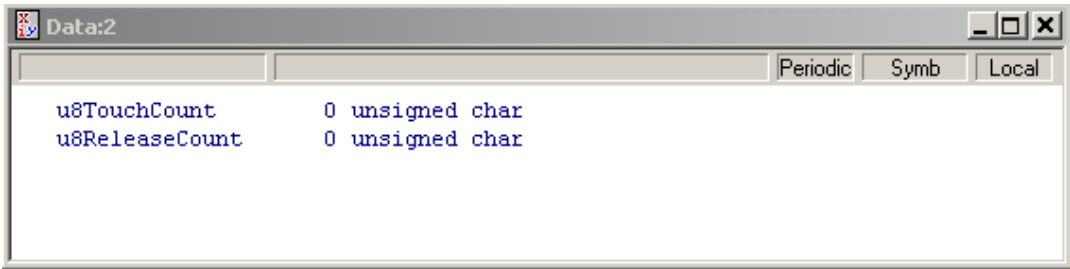 Data:2
Periodic Symb Local
u8TouchCount 0 unsigned char
u8ReleaseCount 0 unsigned char